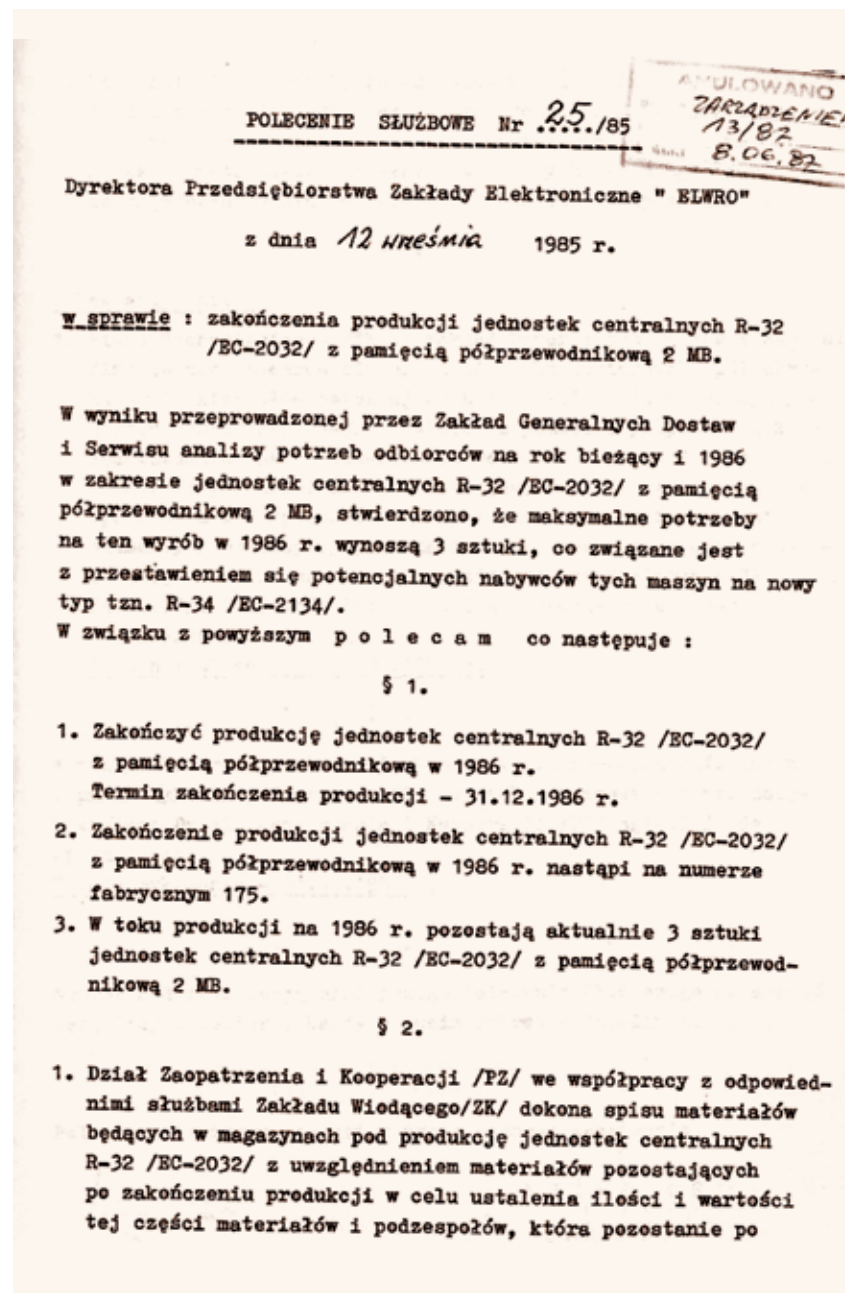 ANULOWANO
ZARZĄDZENIEM
13/87
8.06.87
POLECENIE SŁUŻBOWE Nr 25/85
Dyrektora Przedsiębiorstwa Zakłady Elektroniczne " ELWRO"
z dnia 12 września 1985 r.
w sprawie : zakończenia produkcji jednostek centralnych R-32
/EC-2032/ z pamięcią półprzewodnikową 2 MB.
W wyniku przeprowadzonej przez Zakład Generalnych Dostaw
i Serwisu analizy potrzeb odbiorców na rok bieżący i 1986
w zakresie jednostek centralnych R-32 /EC-2032/ z pamięcią
półprzewodnikową 2 MB, stwierdzono, że maksymalne potrzeby
na ten wyrób w 1986 r. wynoszą 3 sztuki, co związane jest
z przestawieniem się potencjalnych nabywców tych maszyn na nowy
typ tzn. R-34 /EC-2134/.
W związku z powyższym p o l e c a m co następuje :
§ 1.
1. Zakończyć produkcję jednostek centralnych R-32 /EC-2032/
z pamięcią półprzewodnikową w 1986 r.
Termin zakończenia produkcji - 31.12.1986 r.
2. Zakończenie produkcji jednostek centralnych R-32 /EC-2032/
z pamięcią półprzewodnikową w 1986 r. nastąpi na numerze
fabrycznym 175.
3. W toku produkcji na 1986 r. pozostają aktualnie 3 sztuki
jednostek centralnych R-32 /EC-2032/ z pamięcią półprzewod-
nikową 2 MB.
§ 2.
1. Dział Zaopatrzenia i Kooperacji /PZ/ we współpracy z odpowied-
nimi służbami Zakładu Wiodącego/ZK/ dokona spisu materiałów
będących w magazynach pod produkcję jednostek centralnych
R-32 /EC-2032/ z uwzględnieniem materiałów pozostających
po zakończeniu produkcji w celu ustalenia ilości i wartości
tej części materiałów i podzespołów, która pozostanie po